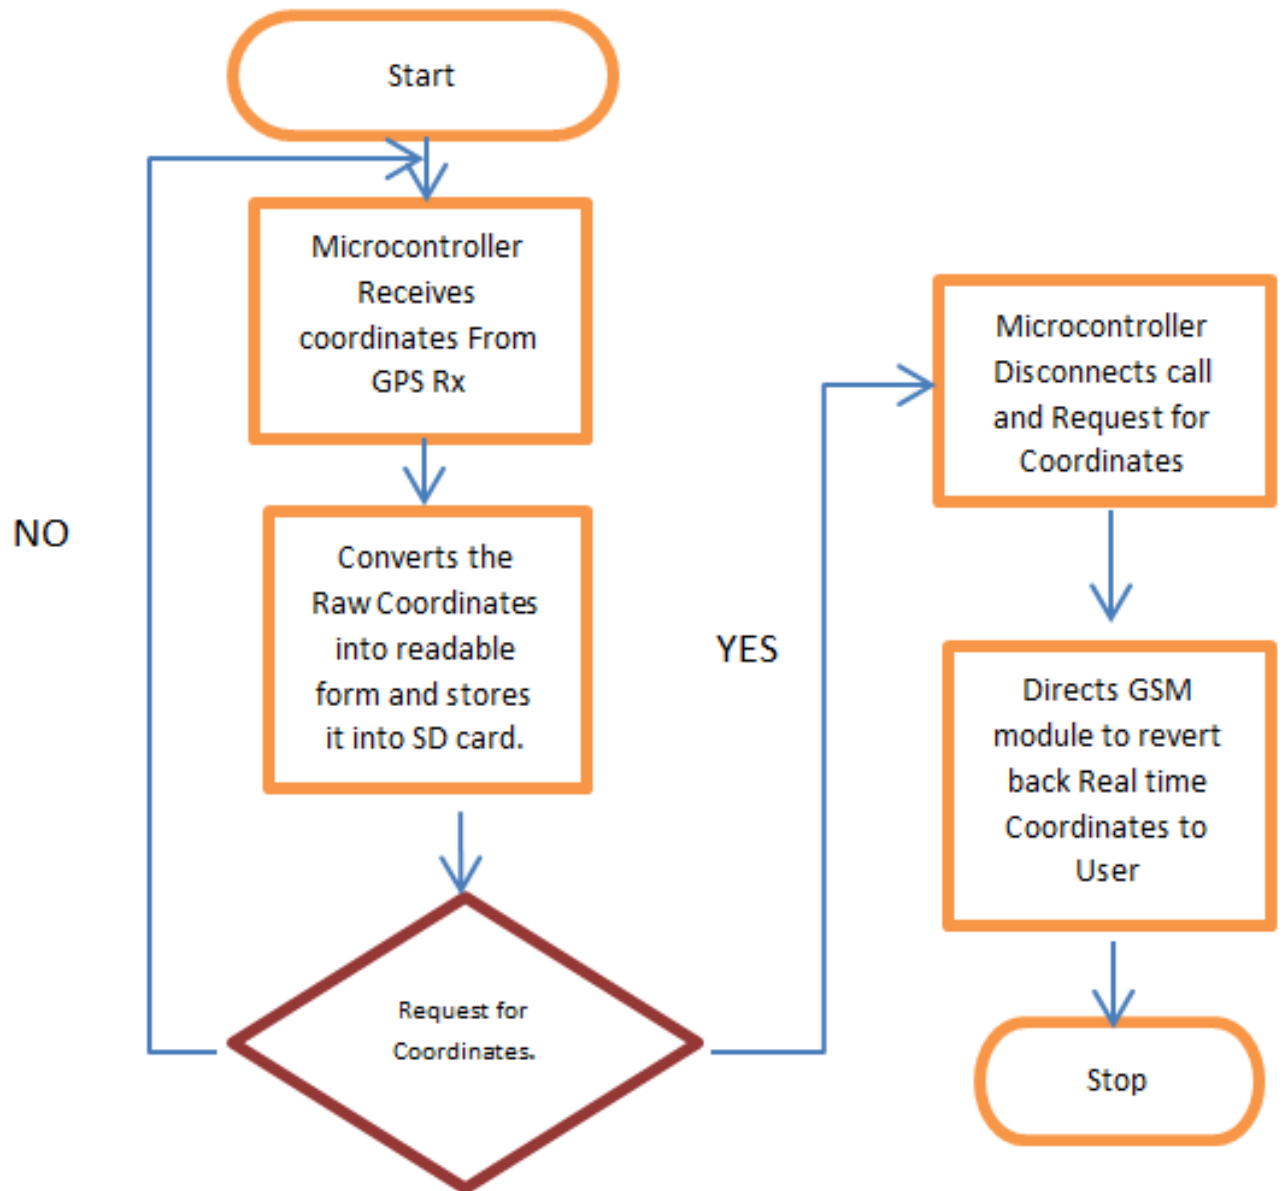 Start
Microcontroller
Receives
coordinates From
GPS Rx
NO
Converts the
Raw Coordinates
into readable
form and stores
it into SD card.
Request for
Coordinates.
YES
Microcontroller
Disconnects call
and Request for
Coordinates
Directs GSM
module to revert
back Real time
Coordinates to
User
Stop